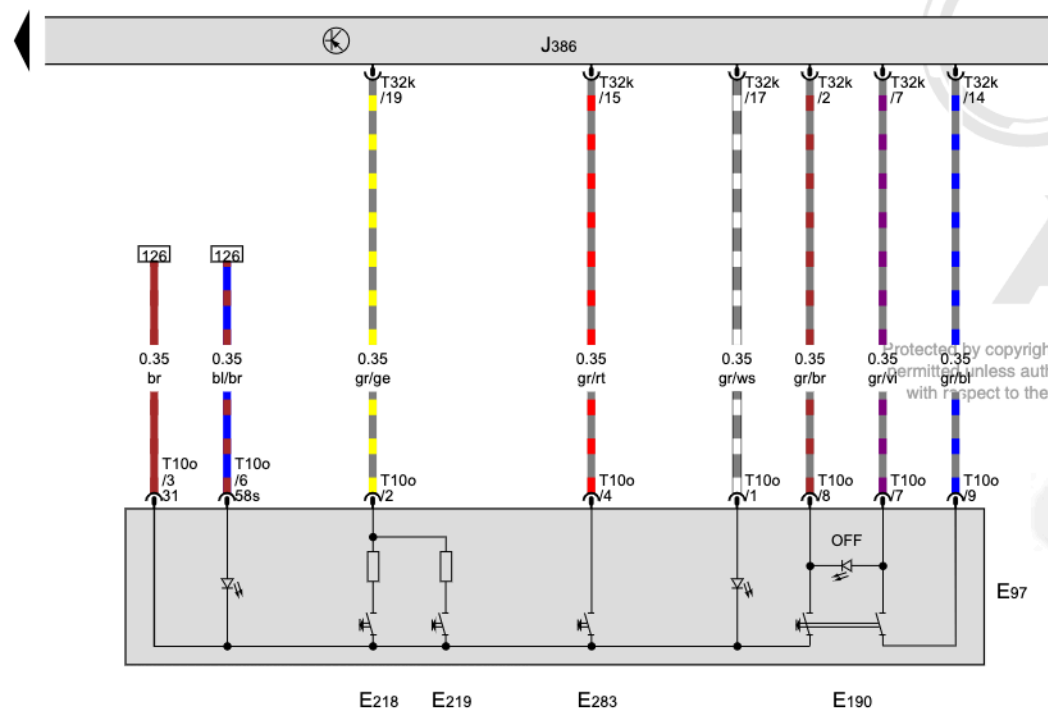 J386
T32k T32k T32k T32k T32k T32k
/19 /15 /17 /2 /7 /14
126 126
0.35 0.35 0.35 0.35 0.35 0.35 0.35 0.35
br bl/br gr/ge gr/rt gr/ws gr/br gr/vi gr/bl
Protected by copyright
permitted unless
with respect to the
T10o T10o T10o T10o T10o T10o T10o T10o
/3 /6 /2 /4 /1 /8 /7 /9
31 58s
OFF
E97
E218 E219 E283 E190